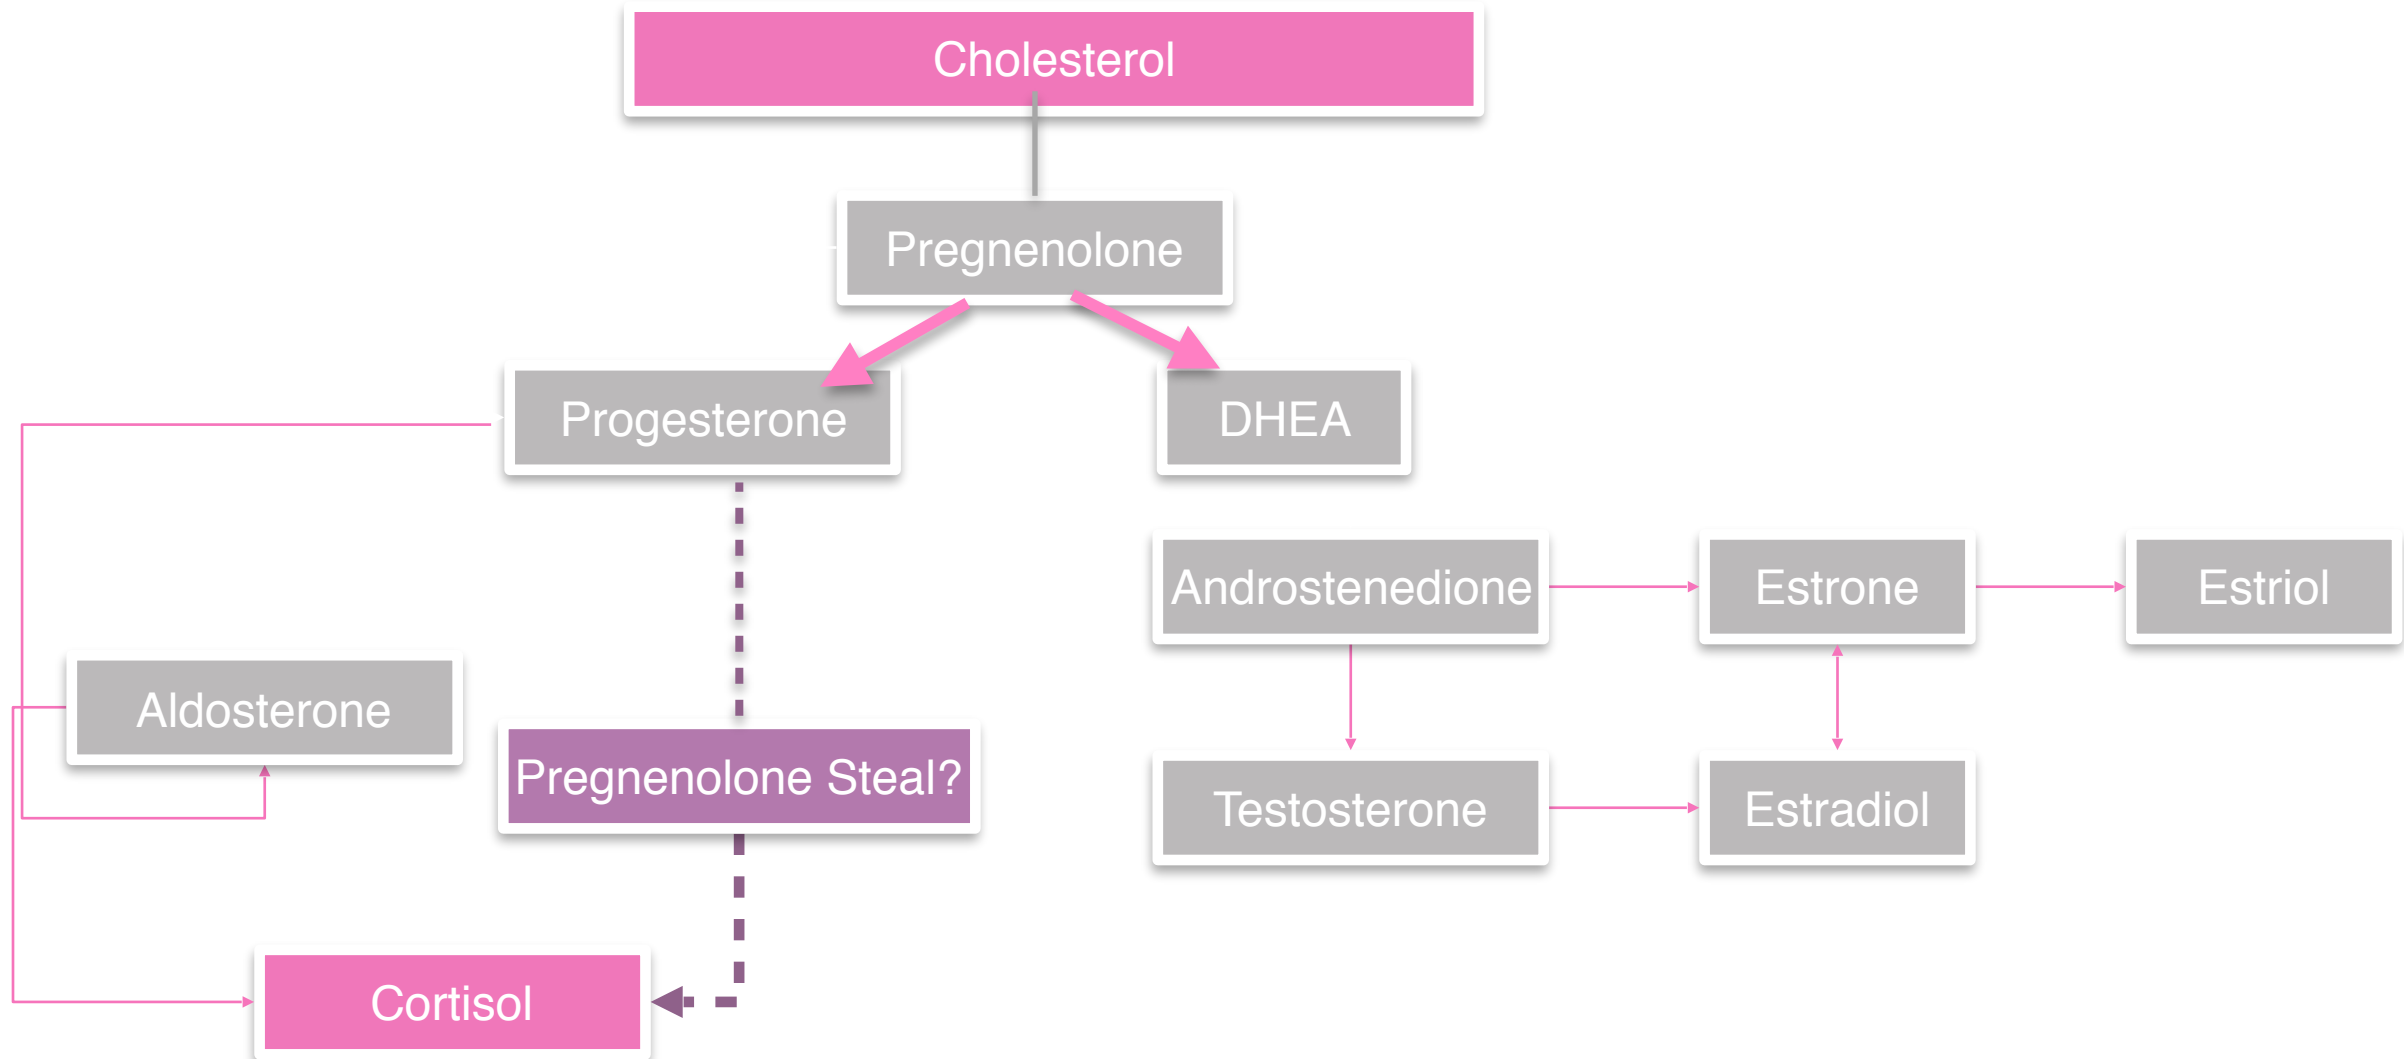 Cholesterol
Pregnenolone
Progesterone
DHEA
Androstenedione
Estrone
Estriol
Aldosterone
Pregnenolone Steal?
Testosterone
Estradiol
Cortisol